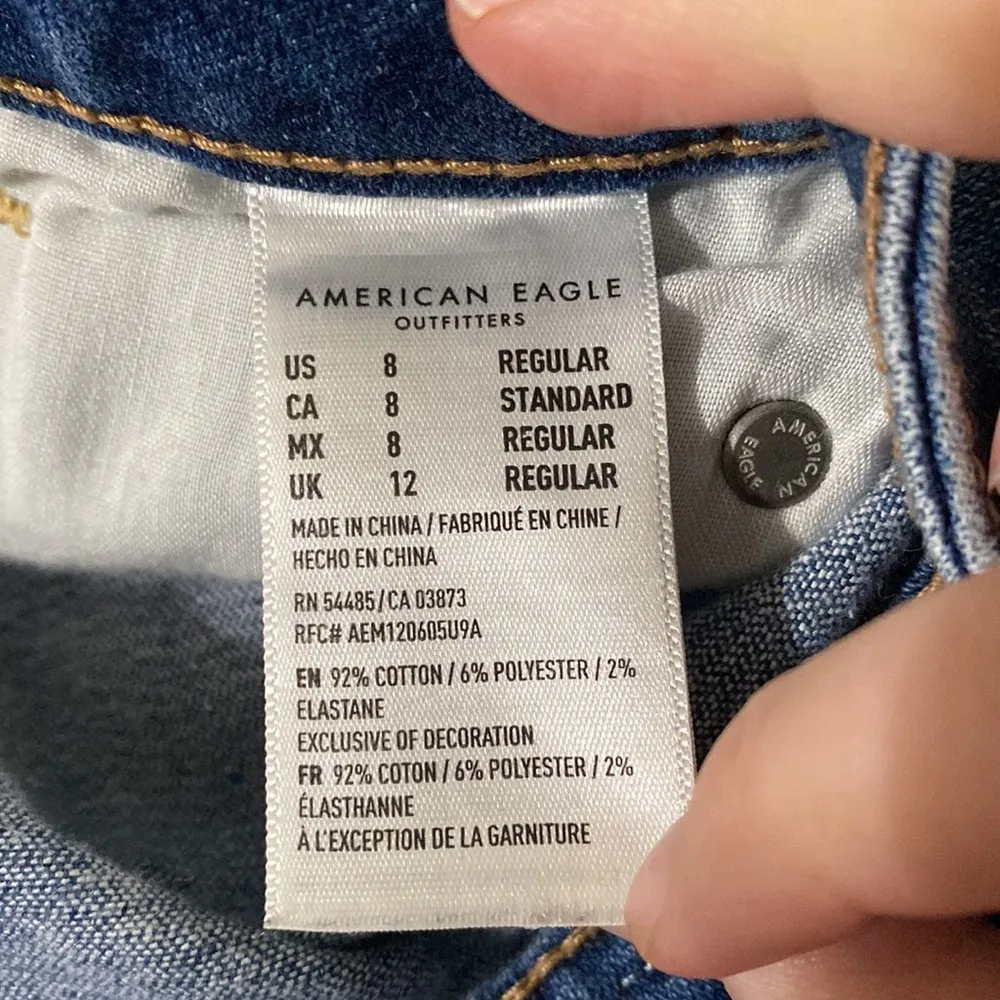 AMERICAN EAGLE
OUTFITTERS
US 8 REGULAR
CA 8 STANDARD
MX 8 REGULAR
UK 12 REGULAR
MADE IN CHINA / FABRIQUÉ EN CHINE /
HECHO EN CHINA
RN 54485/CA 03873
RFC# AEM120605U9A
EN 92% COTTON / 6% POLYESTER / 2%
ELASTANE
EXCLUSIVE OF DECORATION
FR 92% COTON / 6% POLYESTER / 2%
ÉLASTHANNE
À L'EXCEPTION DE LA GARNITURE
AMERICAN EAGLE